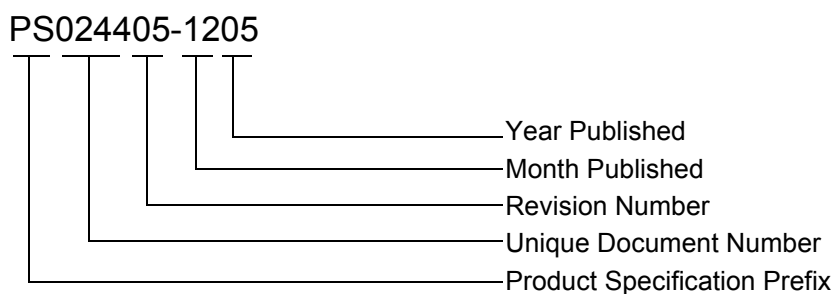 PS024405-1205
Year Published
Month Published
Revision Number
Unique Document Number
Product Specification Prefix